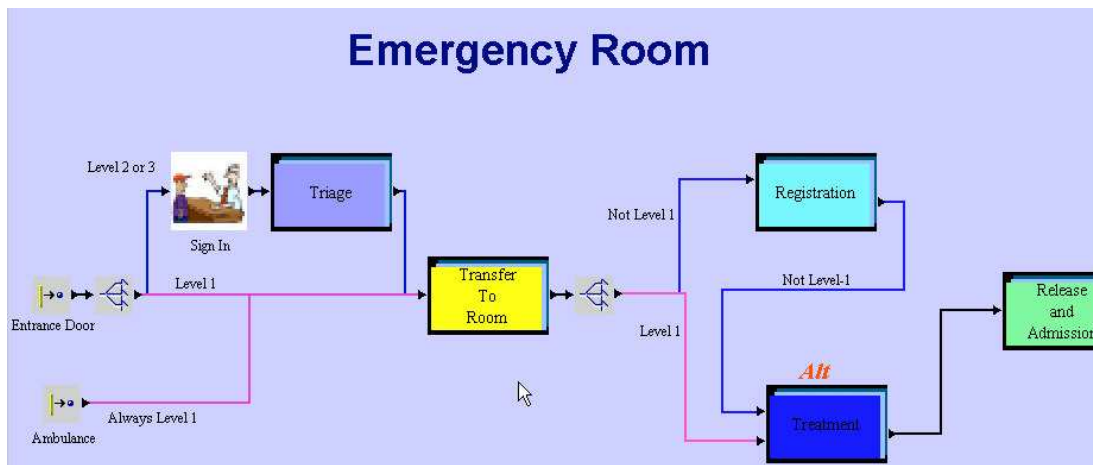 Emergency Room
Level 2 or 3
Sign In
Triage
Level 1
Entrance Door
Always Level 1
Ambulance
Transfer
To
Room
Not Level 1
Registration
Not Level-1
Level 1
Alt
Treatment
Release
and
Admission